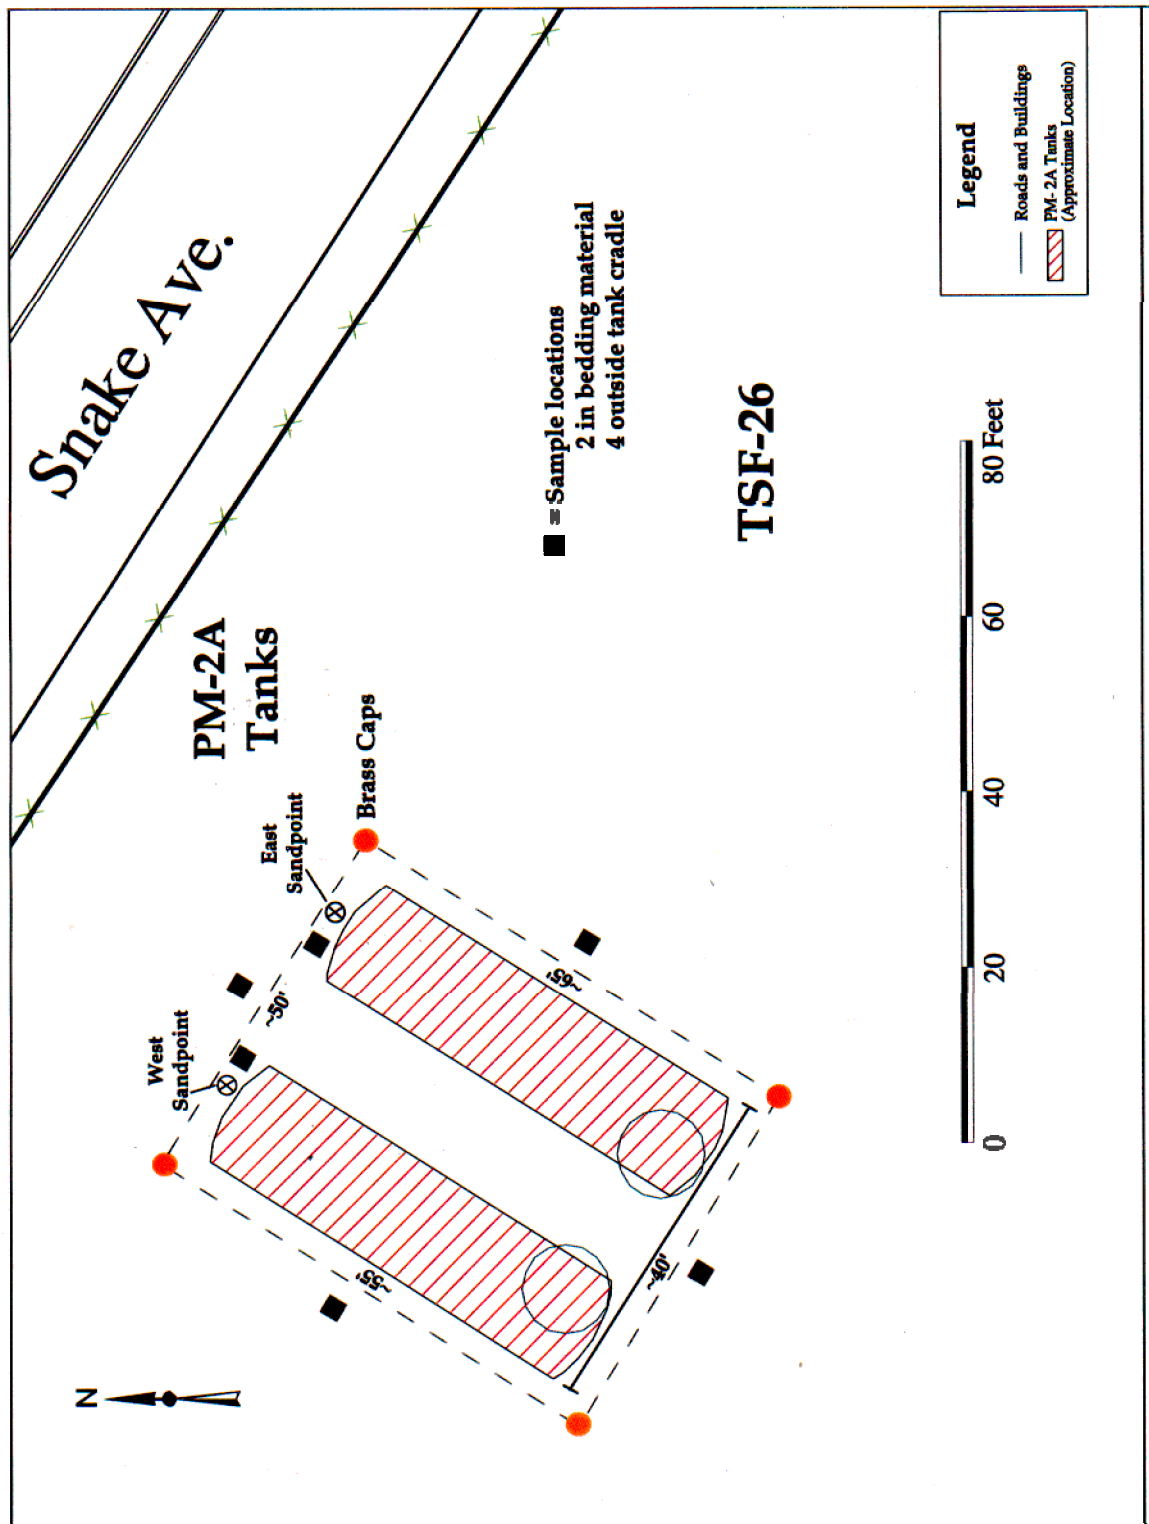 Snake Ave.
PM-2A
Tanks
N
West
Sandpoint
East
Sandpoint
Brass Caps
~50'
~65'
~55'
~40'
■ = Sample locations
2 in bedding material
4 outside tank cradle
TSF-26
0
20
40
60
80 Feet
Legend
Roads and Buildings
PM-2A Tanks
(Approximate Location)